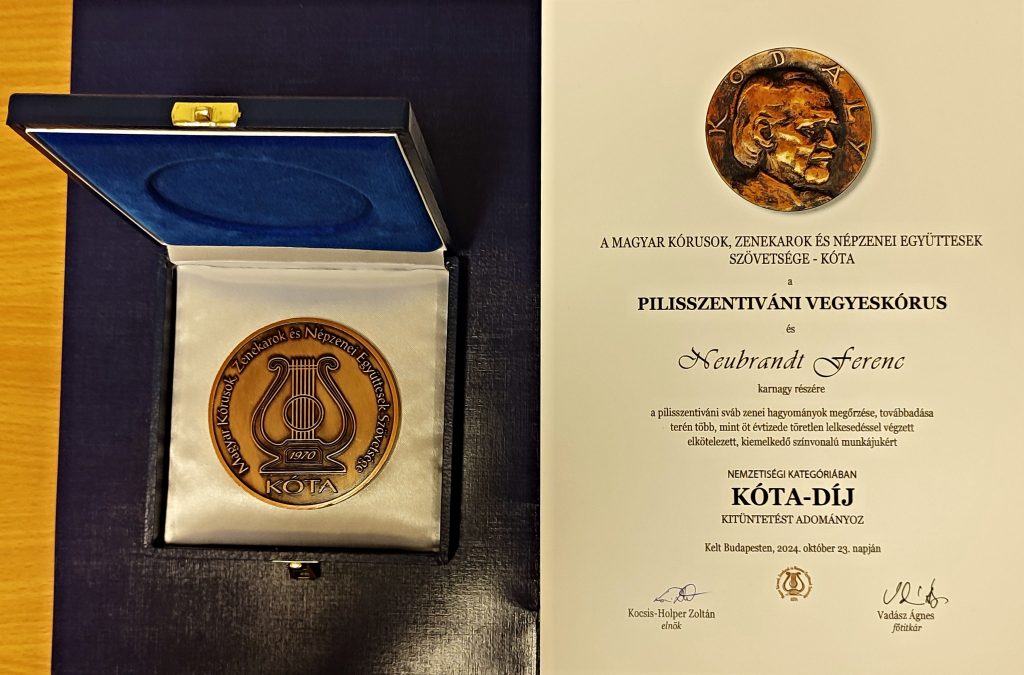 Magyar Kórusok, Zenekarok és Népzenei Együttesek Szövetsége
1970
KÓTA
KODÁLY
A MAGYAR KÓRUSOK, ZENEKAROK ÉS NÉPZENEI EGYÜTTESEK
SZÖVETSÉGE - KÓTA
a
PILISSZENTIVÁNI VEGYESKÓRUS
és
Neubrandt Ferenc
karnagy részére
a pilisszentiváni sváb zenei hagyományok megőrzése, továbbadása
terén több, mint öt évtizede töretlen lelkesedéssel végzett
elkötelezett, kiemelkedő színvonalú munkájukért
NEMZETISÉGI KATEGÓRIÁBAN
KÓTA-DÍJ
KITÜNTETÉST ADOMÁNYOZ
Kelt Budapesten, 2024. október 23. napján
Kocsis-Holper Zoltán
elnök
Vadász Ágnes
főtitkár